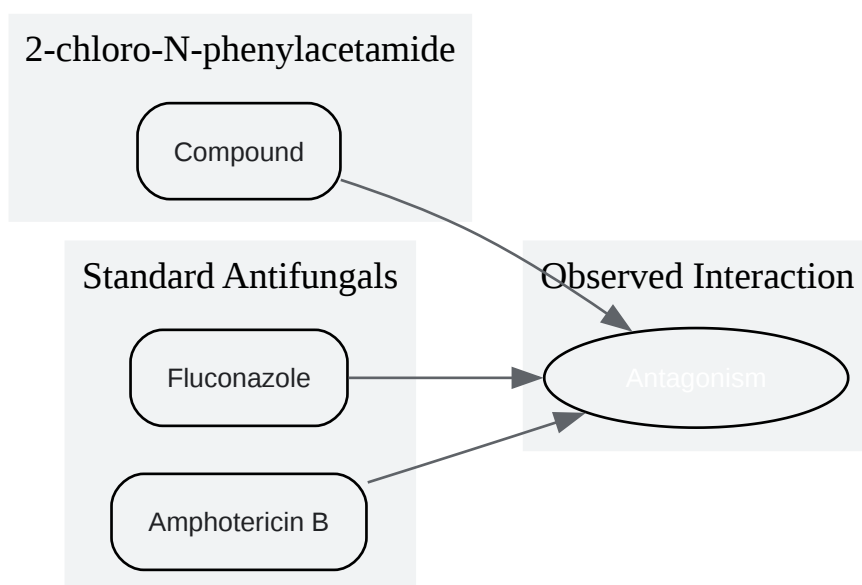 2-chloro-N-phenylacetamide
Compound
Standard Antifungals
Observed Interaction
Fluconazole
Antagonism
Amphotericin B